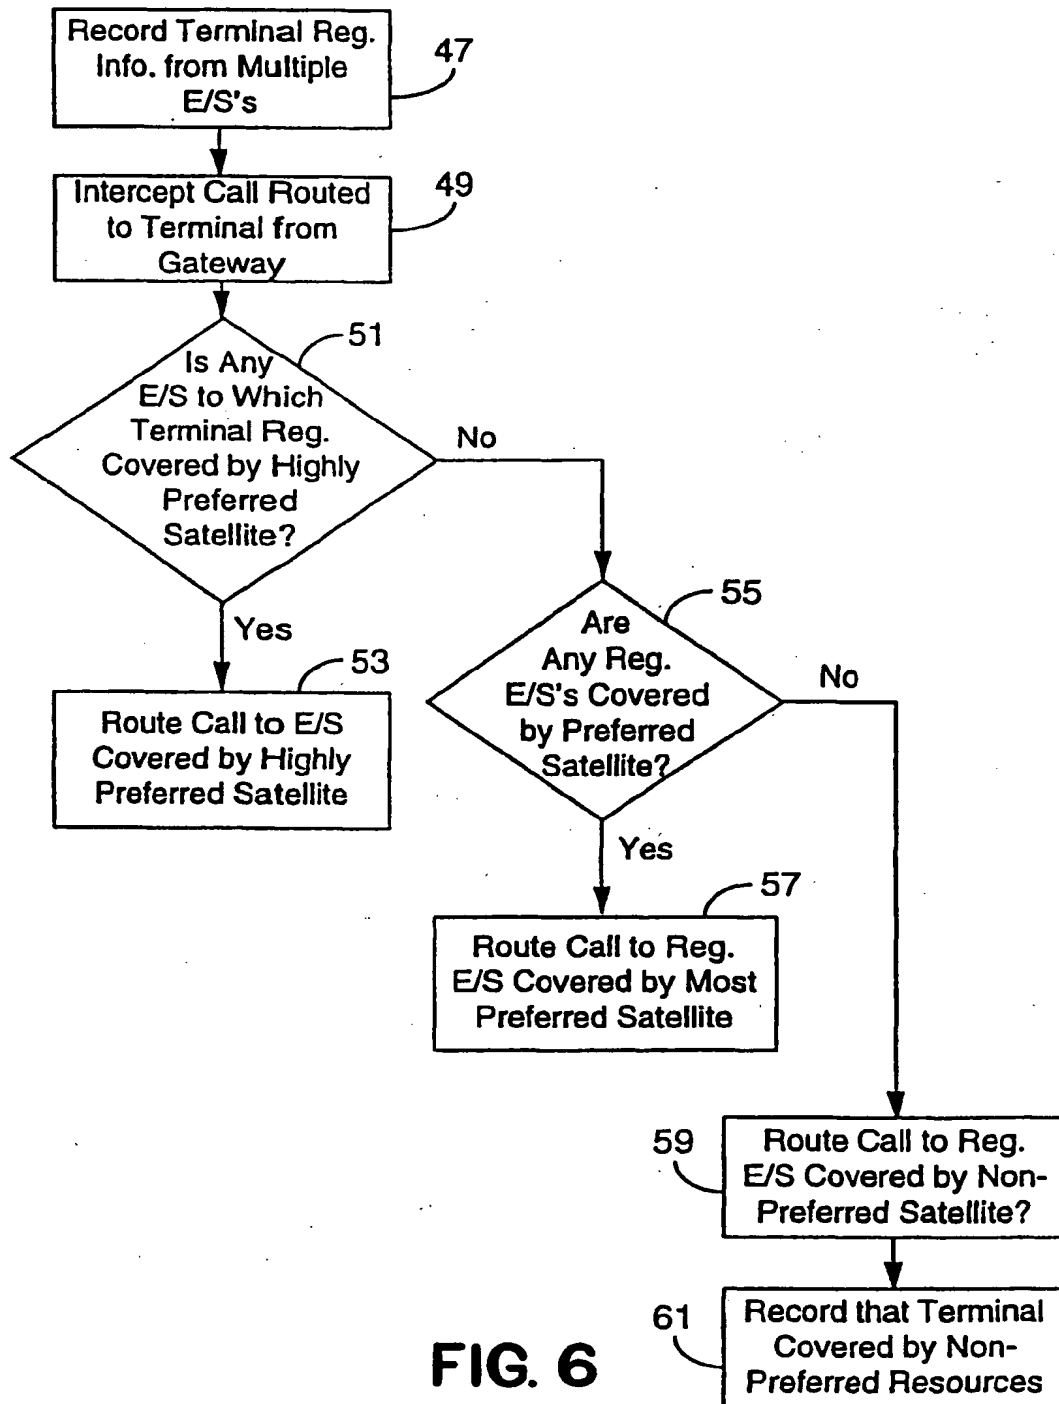 Record Terminal Reg.
Info. from Multiple
E/S's
47
Intercept Call Routed
to Terminal from
Gateway
49
Is Any
E/S to Which
Terminal Reg.
Covered by Highly
Preferred
Satellite?
51
No
Yes
Route Call to E/S
Covered by Highly
Preferred Satellite
53
Are
Any Reg.
E/S's Covered
by Preferred
Satellite?
55
No
Yes
Route Call to Reg.
E/S Covered by Most
Preferred Satellite
57
59
Route Call to Reg.
E/S Covered by Non-
Preferred Satellite?
61
Record that Terminal
Covered by Non-
Preferred Resources
FIG. 6